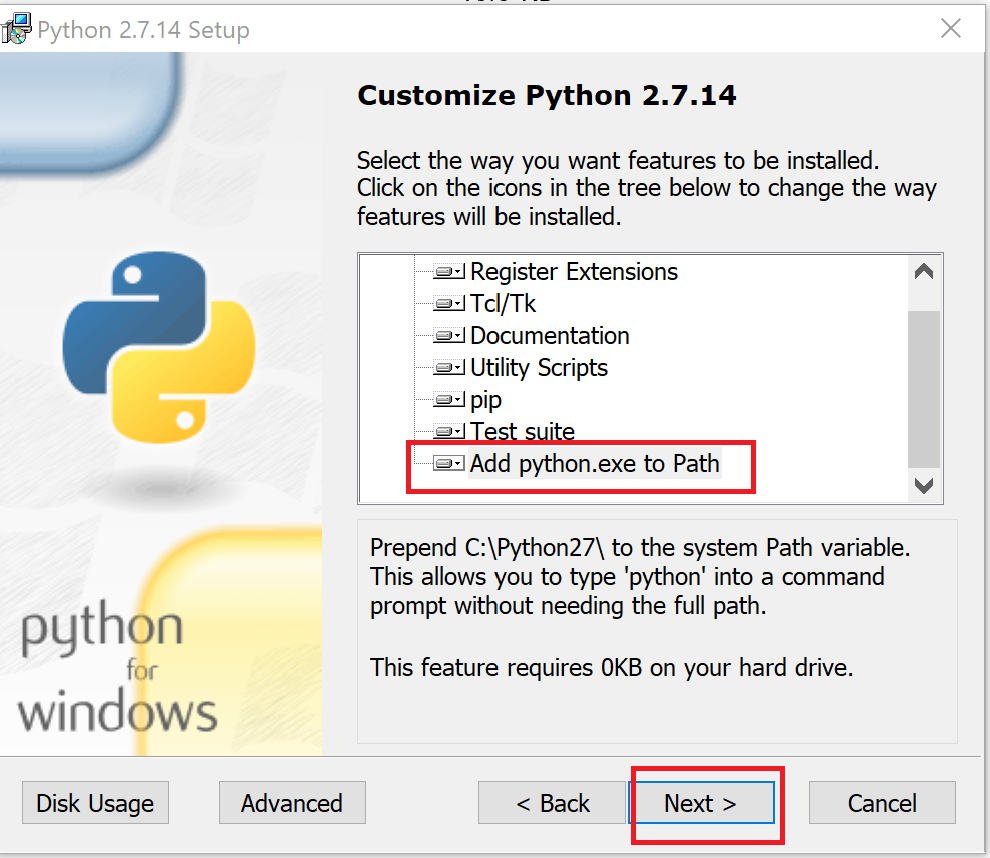 Python 2.7.14 Setup
Customize Python 2.7.14
Select the way you want features to be installed.
Click on the icons in the tree below to change the way
features will be installed.
Register Extensions
Tcl/Tk
Documentation
Utility Scripts
pip
Test suite
Add python.exe to Path
Prepend C:\Python27\ to the system Path variable.
This allows you to type 'python' into a command
prompt without needing the full path.
This feature requires 0KB on your hard drive.
python
for
windows
Disk Usage
Advanced
< Back
Next >
Cancel